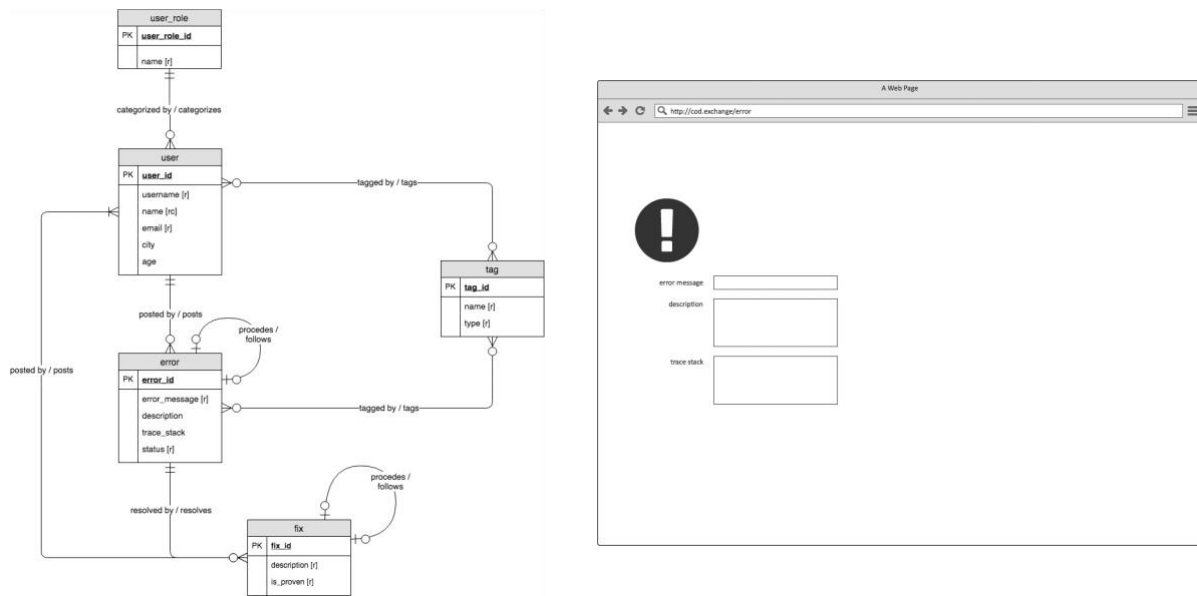 user_role
PK user_role_id
name [r]
categorized by / categorizes
user
PK user_id
username [r]
name [rc]
email [r]
city
age
tagged by / tags
tag
PK tag_id
name [r]
type [r]
posted by / posts
procedes /
follows
error
PK error_id
error_message [r]
description
trace_stack
status [r]
posted by / posts
tagged by / tags
resolved by / resolves
procedes /
follows
fix
PK fix_id
description [r]
is_proven [r]
A Web Page
http://cod.exchange/error
!
error message
description
trace stack